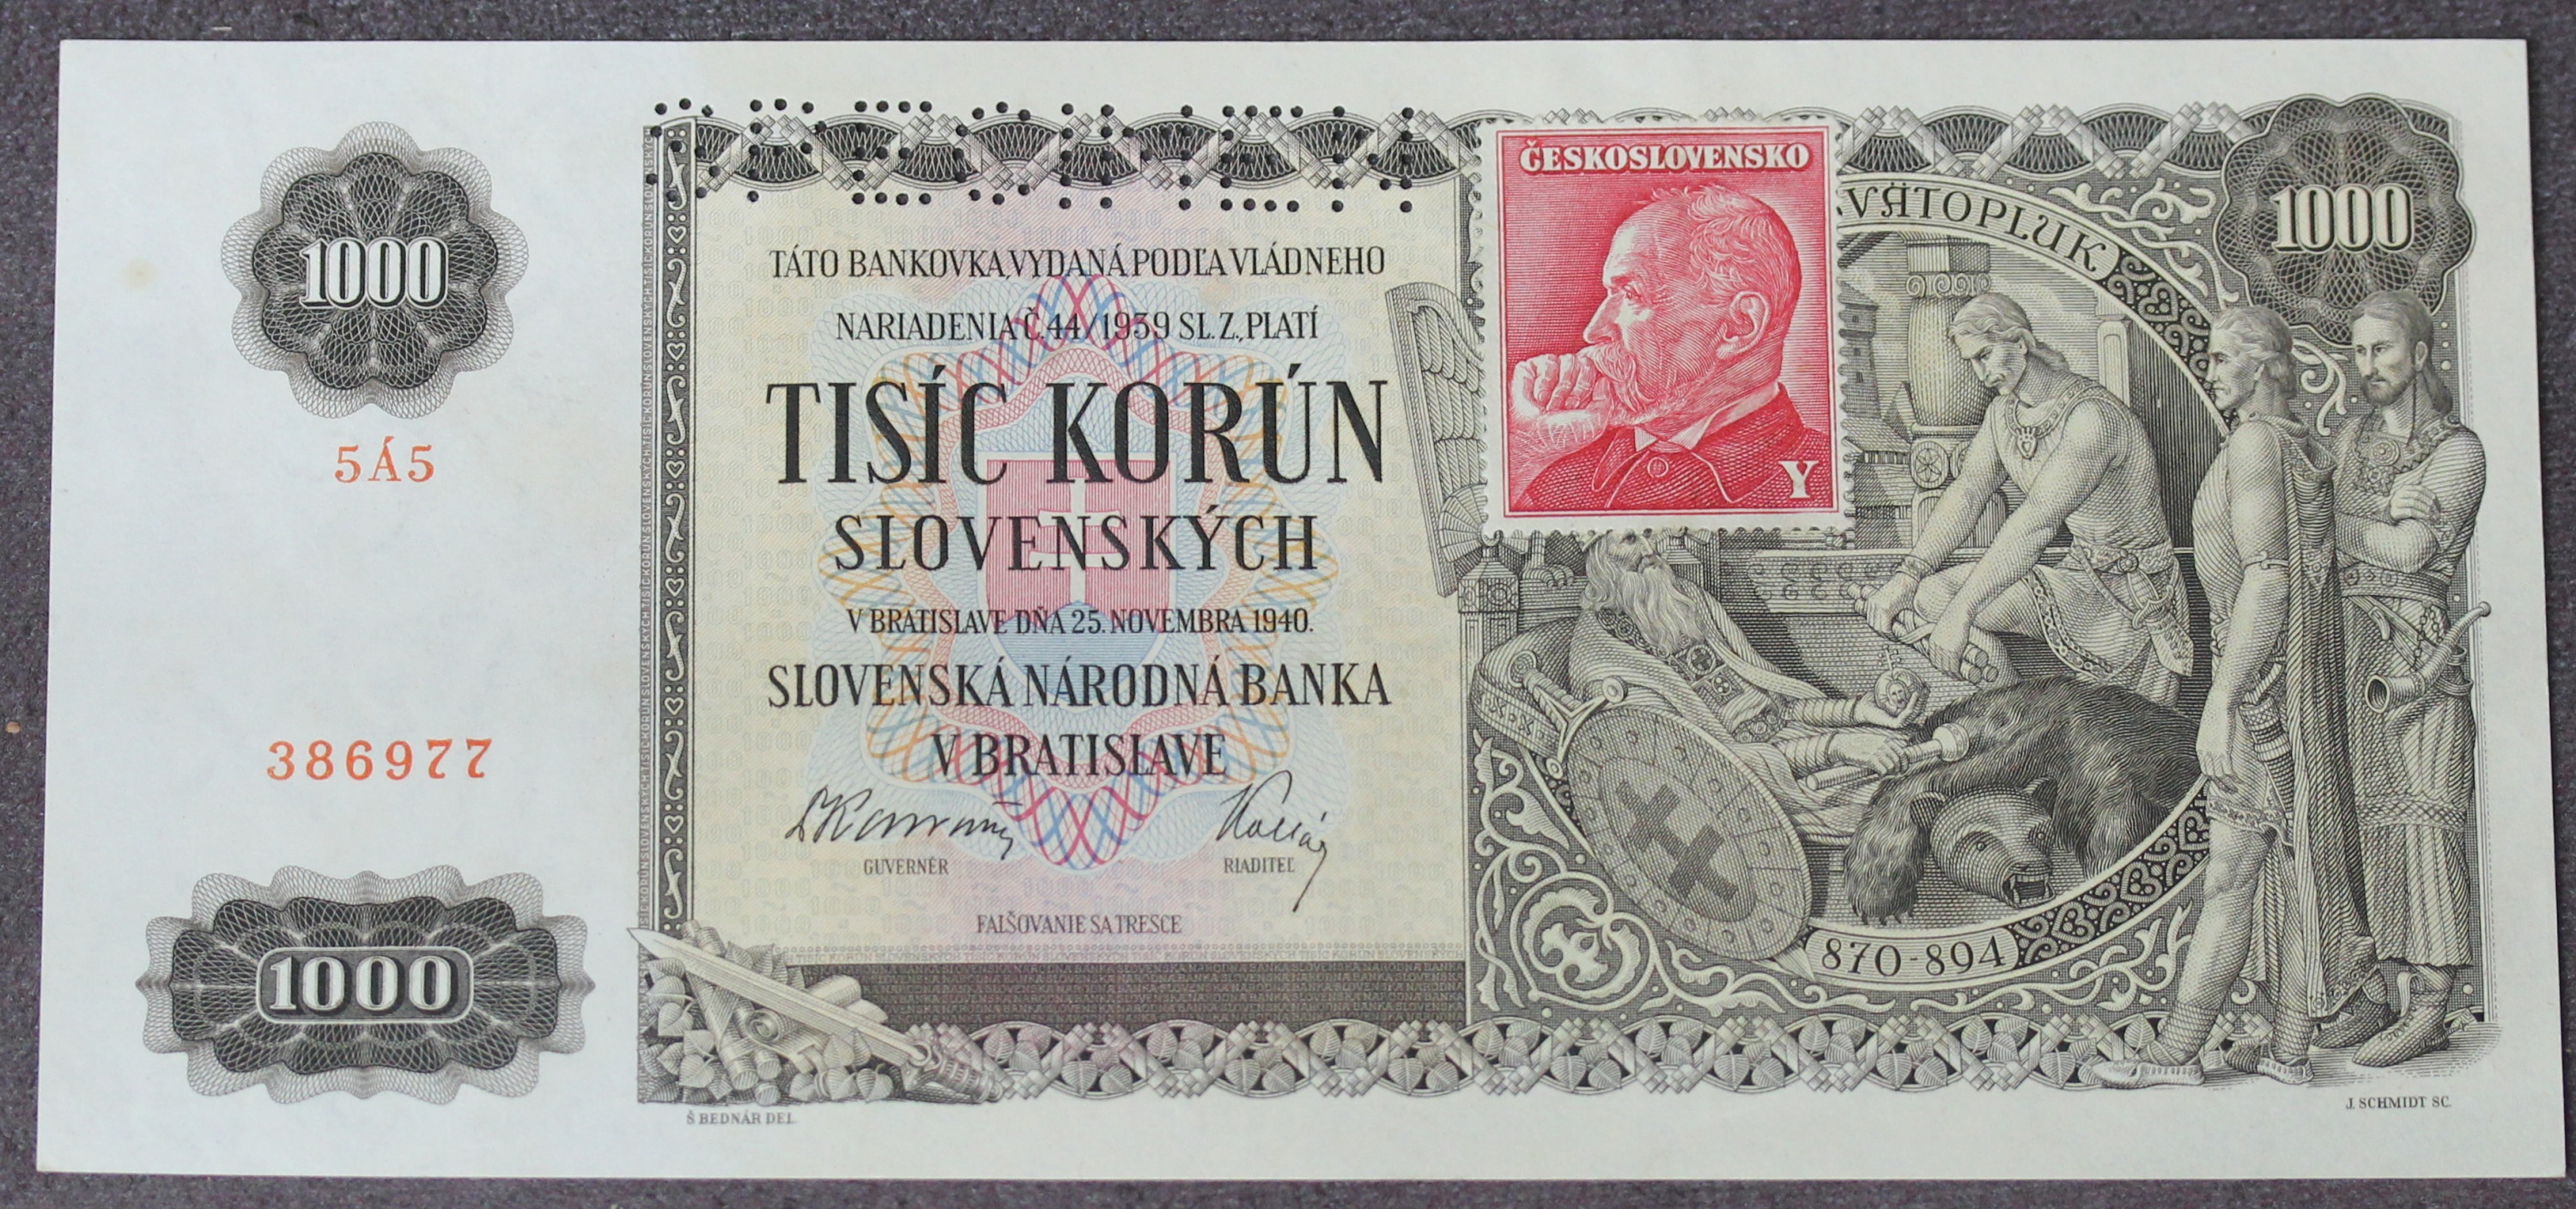 1000
5Á5
386977
1000
SPECIMEN
TÁTO BANKOVKA VYDANÁ PODĽA VLÁDNEHO
NARIADENIA Č. 44/1939 SL. Z., PLATÍ
TISÍC KORÚN
SLOVENSKÝCH
V BRATISLAVE DŇA 25. NOVEMBRA 1940.
SLOVENSKÁ NÁRODNÁ BANKA
V BRATISLAVE
GUVERNÉR
RIADITEĽ
FALŠOVANIE SA TRESCE
Š. BEDNÁR DEL.
ČESKOSLOVENSKO
Y
VÄTOPLUK
1000
870-894
J. SCHMIDT SC.